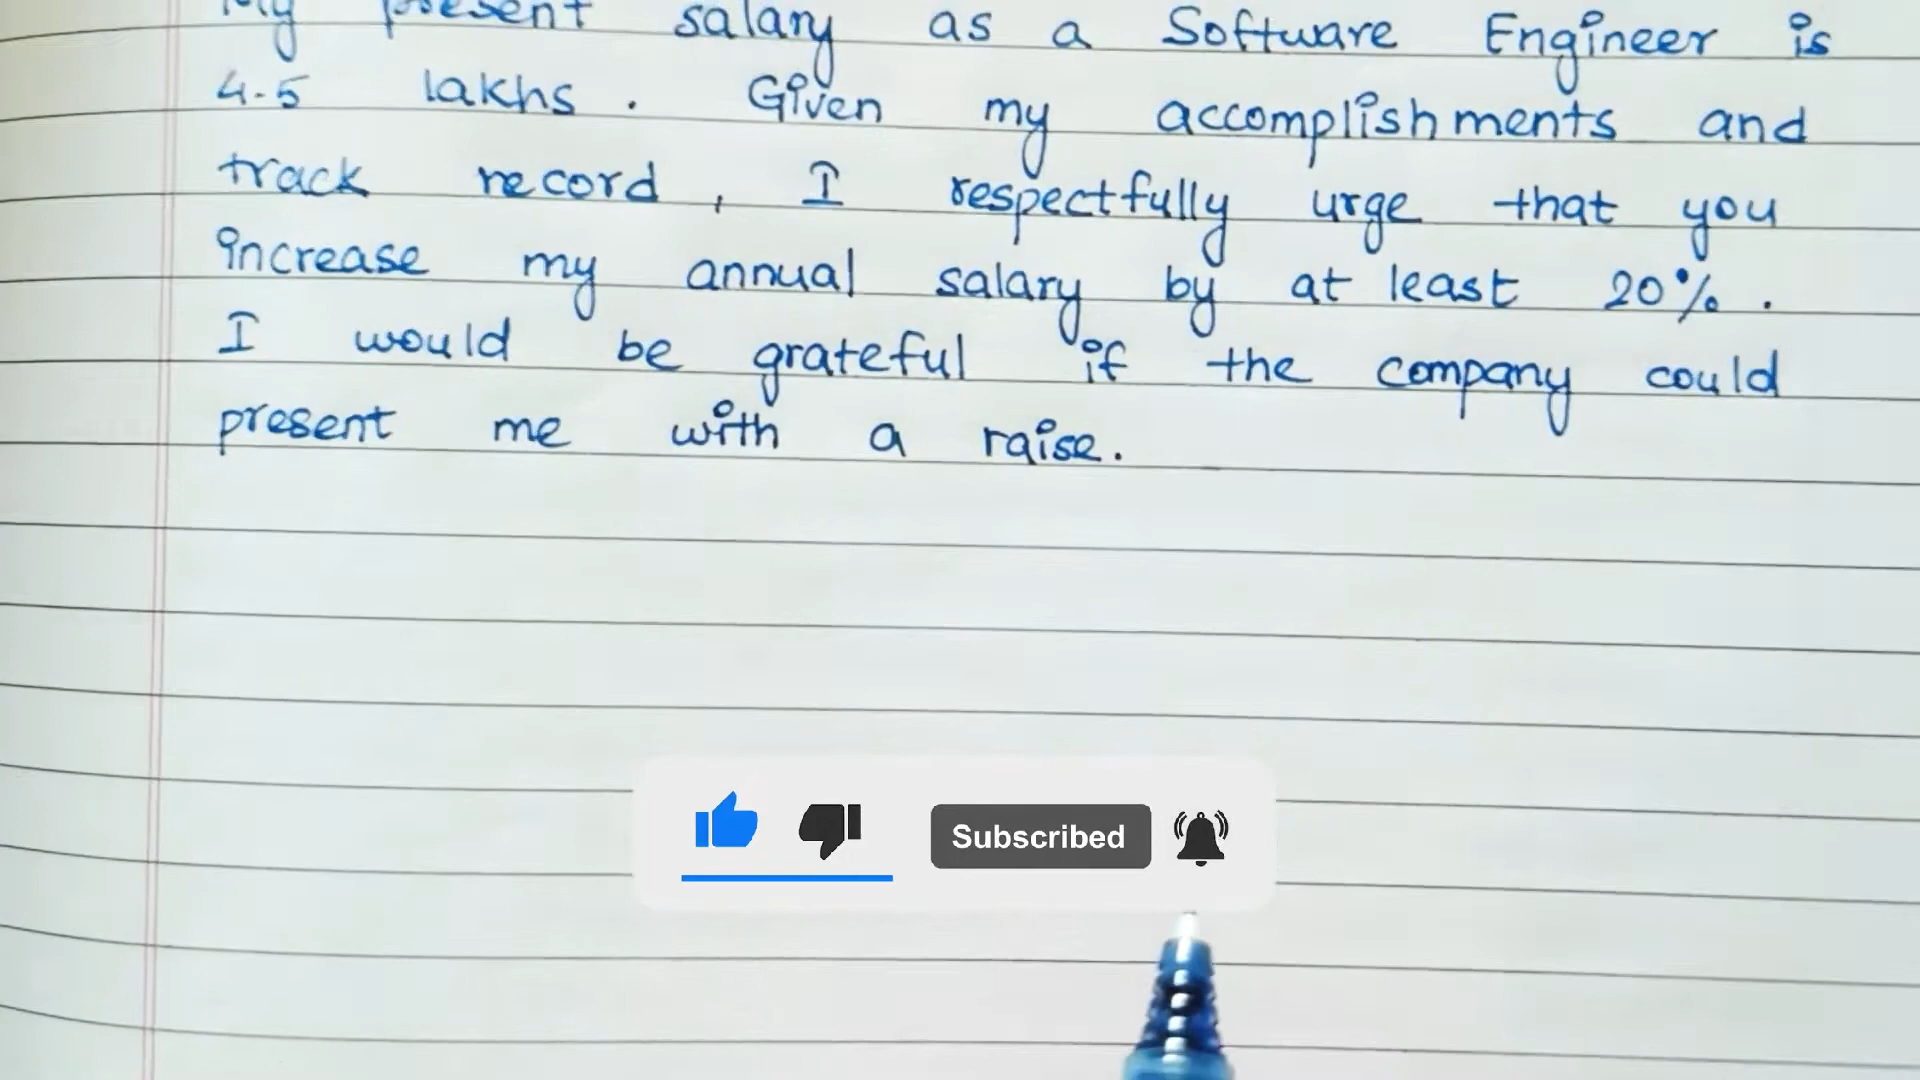 My present salary as a Software Engineer is
4.5 lakhs . Given my accomplishments and
track record , I respectfully urge that you
increase my annual salary by at least 20% .
I would be grateful if the company could
present me with a raise.
Subscribed